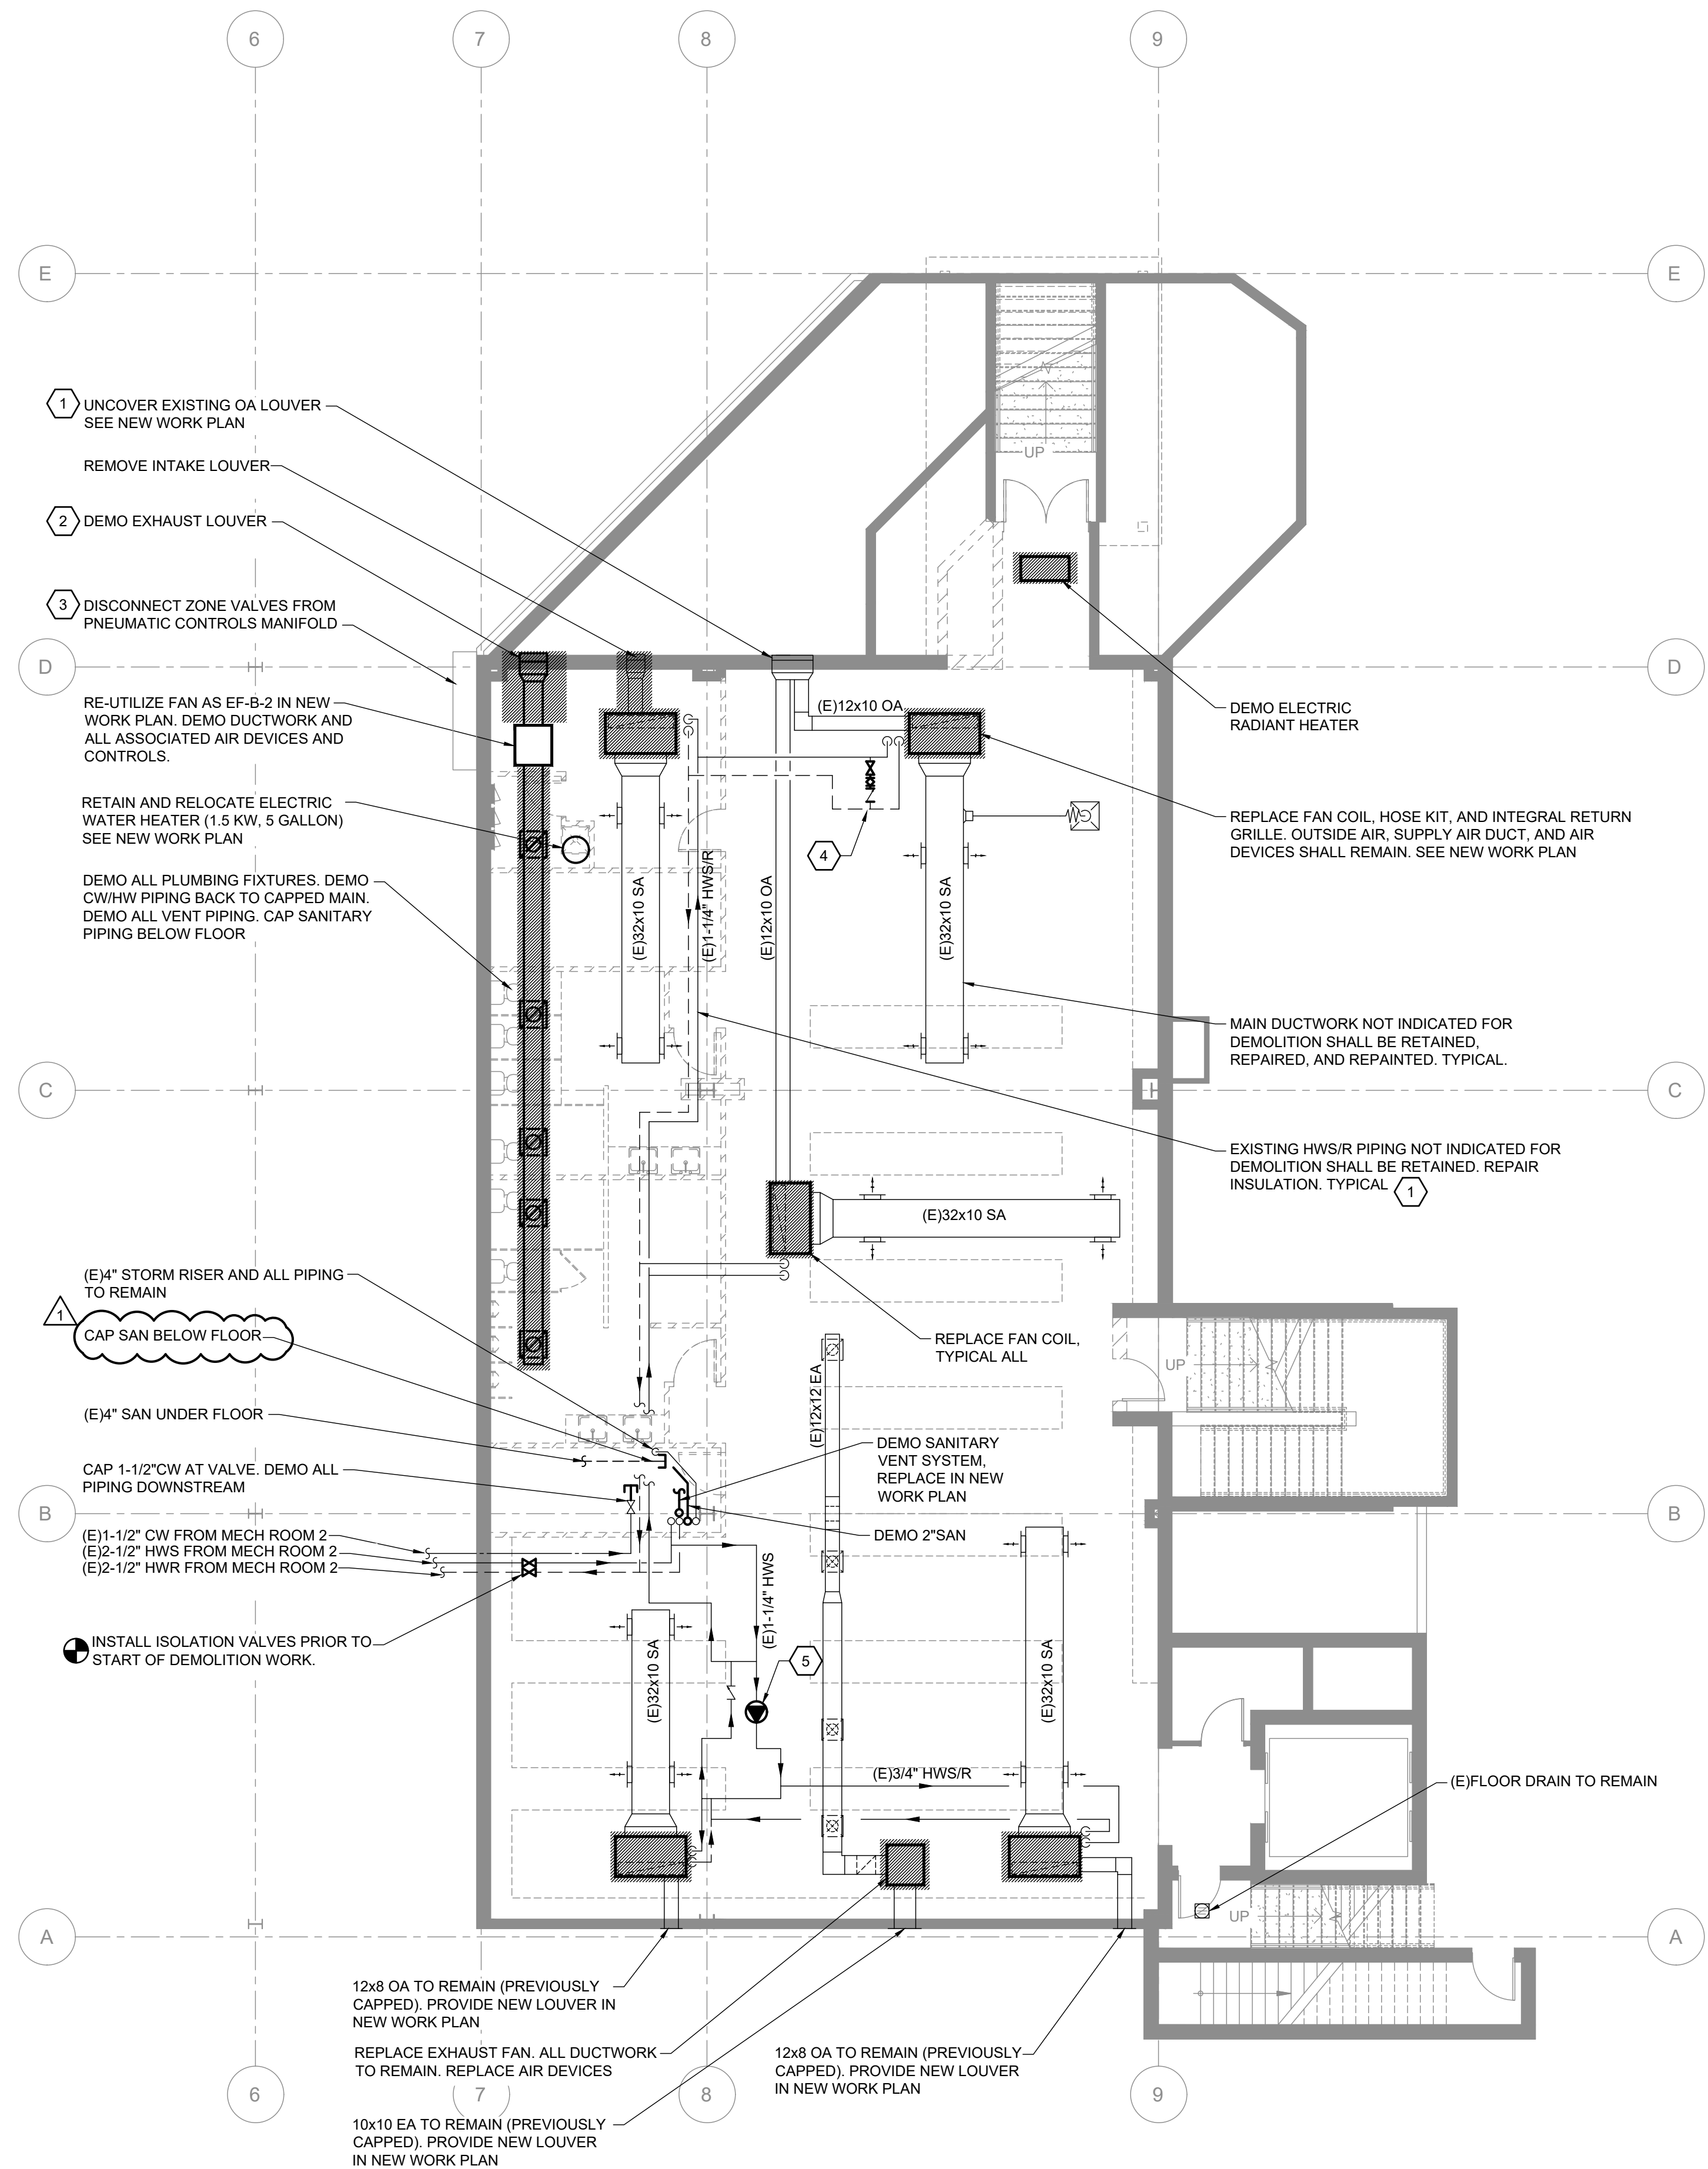 6
7
8
9
E
E
1
UNCOVER EXISTING OA LOUVER
SEE NEW WORK PLAN
REMOVE INTAKE LOUVER
2
DEMO EXHAUST LOUVER
3
DISCONNECT ZONE VALVES FROM
PNEUMATIC CONTROLS MANIFOLD
UP
D
D
RE-UTILIZE FAN AS EF-B-2 IN NEW
WORK PLAN. DEMO DUCTWORK AND
ALL ASSOCIATED AIR DEVICES AND
CONTROLS.
(E)12x10 OA
DEMO ELECTRIC
RADIANT HEATER
RETAIN AND RELOCATE ELECTRIC
WATER HEATER (1.5 KW, 5 GALLON)
SEE NEW WORK PLAN
4
REPLACE FAN COIL, HOSE KIT, AND INTEGRAL RETURN
GRILLE. OUTSIDE AIR, SUPPLY AIR DUCT, AND AIR
DEVICES SHALL REMAIN. SEE NEW WORK PLAN
DEMO ALL PLUMBING FIXTURES. DEMO
CW/HW PIPING BACK TO CAPPED MAIN.
DEMO ALL VENT PIPING. CAP SANITARY
PIPING BELOW FLOOR
(E)32x10 SA
(E)1-1/4" HWS/R
(E)12x10 OA
(E)32x10 SA
MAIN DUCTWORK NOT INDICATED FOR
DEMOLITION SHALL BE RETAINED,
REPAIRED, AND REPAINTED. TYPICAL.
C
C
EXISTING HWS/R PIPING NOT INDICATED FOR
DEMOLITION SHALL BE RETAINED. REPAIR
INSULATION. TYPICAL
1
(E)32x10 SA
(E)4" STORM RISER AND ALL PIPING
TO REMAIN
1
CAP SAN BELOW FLOOR
REPLACE FAN COIL,
TYPICAL ALL
UP
(E)12x12 EA
(E)4" SAN UNDER FLOOR
DEMO SANITARY
VENT SYSTEM,
REPLACE IN NEW
WORK PLAN
CAP 1-1/2"CW AT VALVE. DEMO ALL
PIPING DOWNSTREAM
B
B
DEMO 2"SAN
(E)1-1/2" CW FROM MECH ROOM 2
(E)2-1/2" HWS FROM MECH ROOM 2
(E)2-1/2" HWR FROM MECH ROOM 2
(E)1-1/4" HWS
INSTALL ISOLATION VALVES PRIOR TO
START OF DEMOLITION WORK.
5
(E)32x10 SA
(E)32x10 SA
(E)3/4" HWS/R
(E)FLOOR DRAIN TO REMAIN
UP
A
A
12x8 OA TO REMAIN (PREVIOUSLY
CAPPED). PROVIDE NEW LOUVER IN
NEW WORK PLAN
REPLACE EXHAUST FAN. ALL DUCTWORK
TO REMAIN. REPLACE AIR DEVICES
12x8 OA TO REMAIN (PREVIOUSLY
CAPPED). PROVIDE NEW LOUVER
IN NEW WORK PLAN
6
7
8
9
10x10 EA TO REMAIN (PREVIOUSLY
CAPPED). PROVIDE NEW LOUVER
IN NEW WORK PLAN